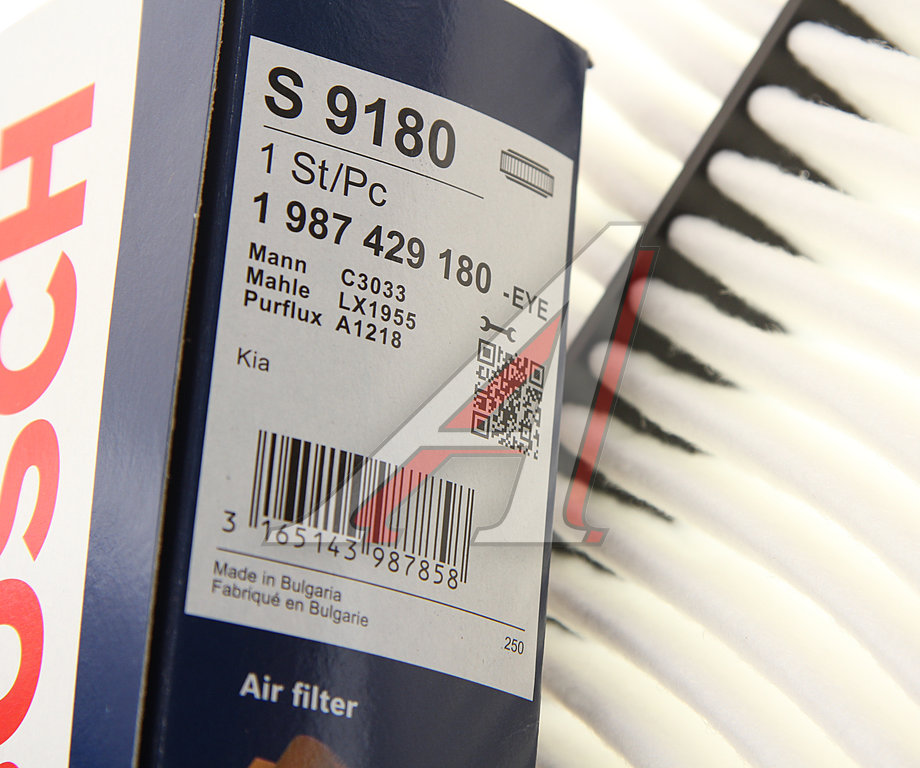 BOSCH
S 9180
1 St/Pc
1 987 429 180 -EYE
Mann C3033
Mahle LX1955
Purflux A1218
Kia
3 165143 987858
Made in Bulgaria
Fabriqué en Bulgarie
.250
Air filter